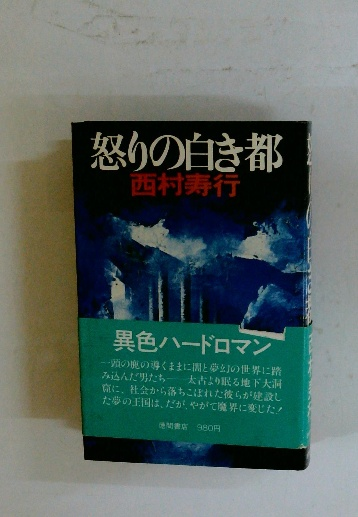 怒りの白き都
西村寿行
異色ハードロマン
一頭の鹿の導くままに闇と夢幻の世界に踏
み込んだ男たち——太古より眠る地下大洞
窟に、社会から落ちこぼれた彼らが建設し
た夢の王国は、だが、やがて魔界に変じた!
徳間書店 980円